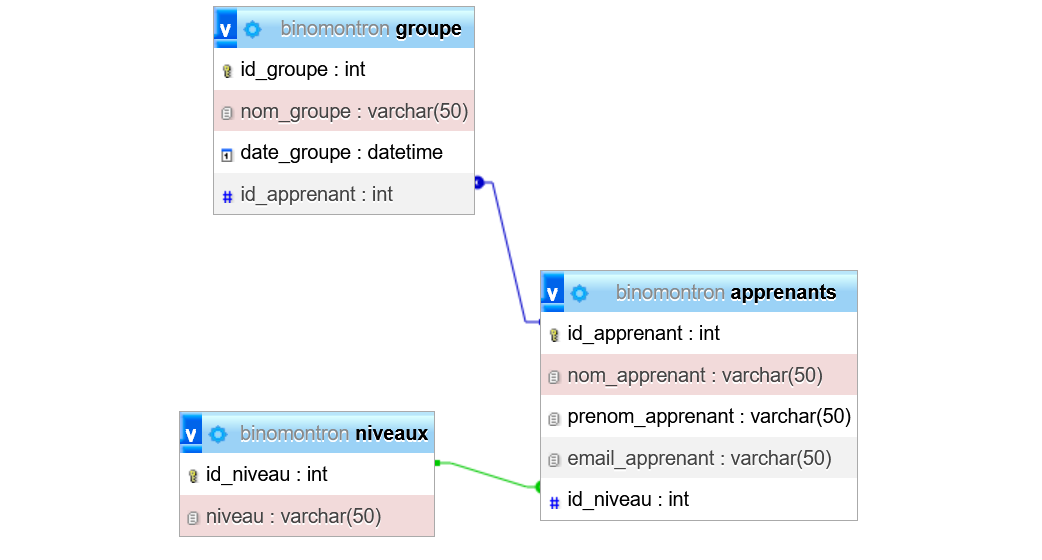 v binomontron groupe
id_groupe : int
nom_groupe : varchar(50)
date_groupe : datetime
# id_apprenant : int
v binomontron apprenants
id_apprenant : int
nom_apprenant : varchar(50)
prenom_apprenant : varchar(50)
email_apprenant : varchar(50)
# id_niveau : int
v binomontron niveaux
id_niveau : int
niveau : varchar(50)